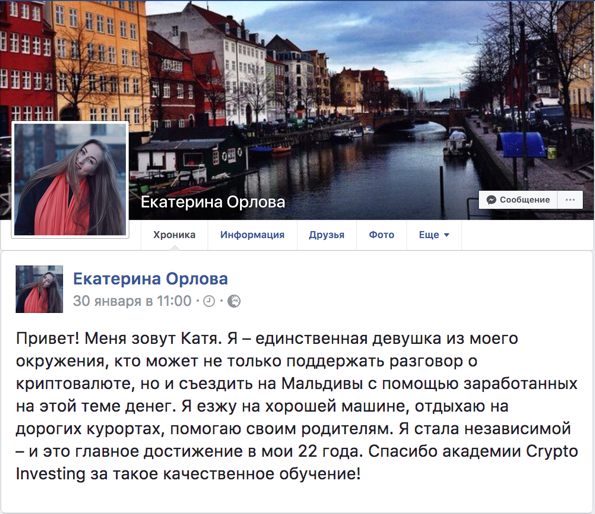 Екатерина Орлова
Сообщение
Хроника Информация Друзья Фото Еще
Екатерина Орлова
30 января в 11:00
Привет! Меня зовут Катя. Я – единственная девушка из моего
окружения, кто может не только поддержать разговор о
криптовалюте, но и съездить на Мальдивы с помощью заработанных
на этой теме денег. Я езжу на хорошей машине, отдыхаю на
дорогих курортах, помогаю своим родителям. Я стала независимой
– и это главное достижение в мои 22 года. Спасибо академии Crypto
Investing за такое качественное обучение!